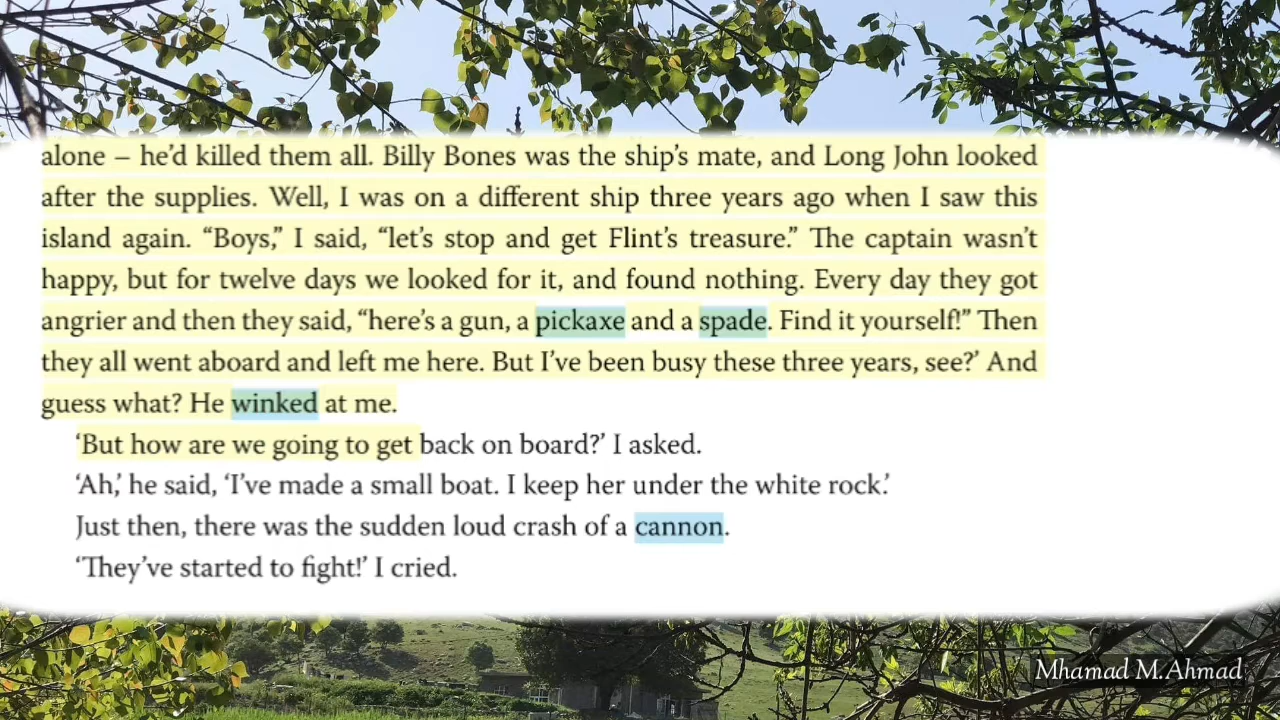 alone – he’d killed them all. Billy Bones was the ship’s mate, and Long John looked
after the supplies. Well, I was on a different ship three years ago when I saw this
island again. “Boys,” I said, “let’s stop and get Flint’s treasure.” The captain wasn’t
happy, but for twelve days we looked for it, and found nothing. Every day they got
angrier and then they said, “here’s a gun, a pickaxe and a spade. Find it yourself!” Then
they all went aboard and left me here. But I’ve been busy these three years, see?’ And
guess what? He winked at me.
‘But how are we going to get back on board?’ I asked.
‘Ah,’ he said, ‘I’ve made a small boat. I keep her under the white rock.’
Just then, there was the sudden loud crash of a cannon.
‘They’ve started to fight!’ I cried.
Mhamad M.Ahmad